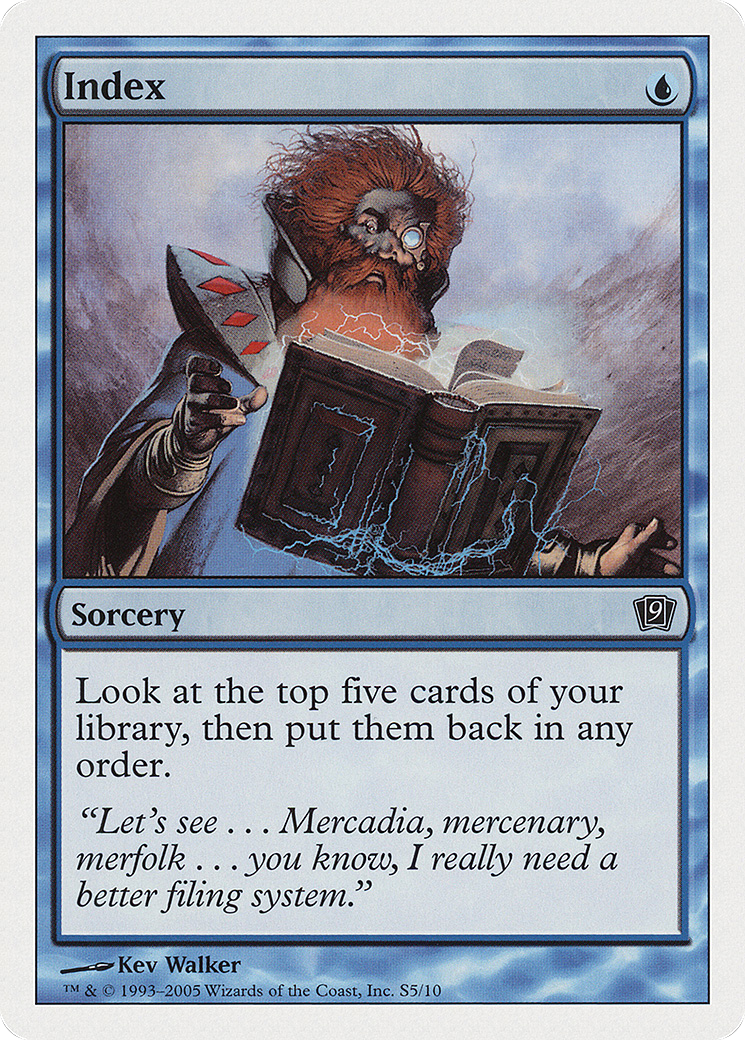 Index
Sorcery
9
Look at the top five cards of your
library, then put them back in any
order.
“Let’s see . . . Mercadia, mercenary,
merfolk . . . you know, I really need a
better filing system.”
Kev Walker
™ & © 1993–2005 Wizards of the Coast, Inc. S5/10